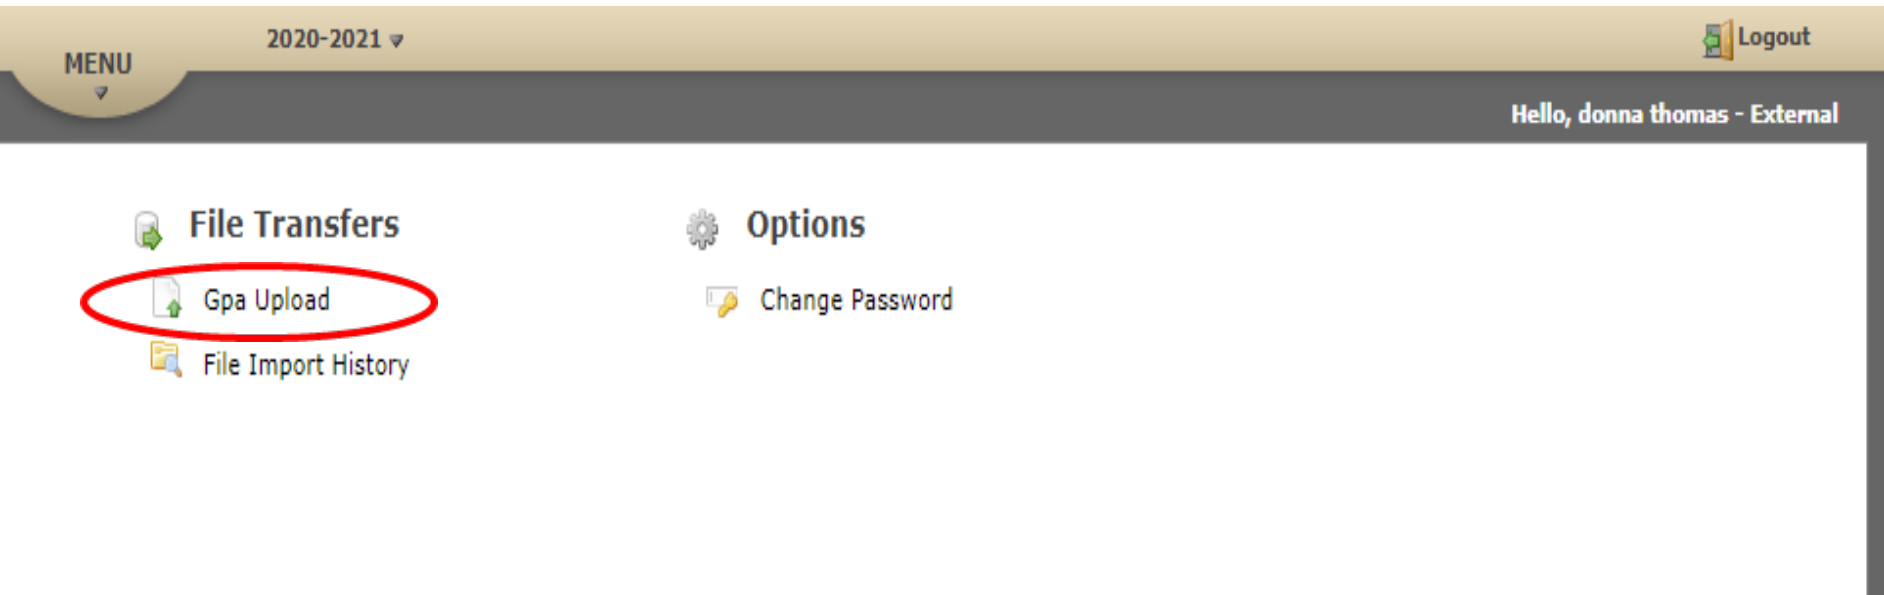 MENU
2020-2021
Logout
Hello, donna thomas - External
File Transfers
Gpa Upload
File Import History
Options
Change Password